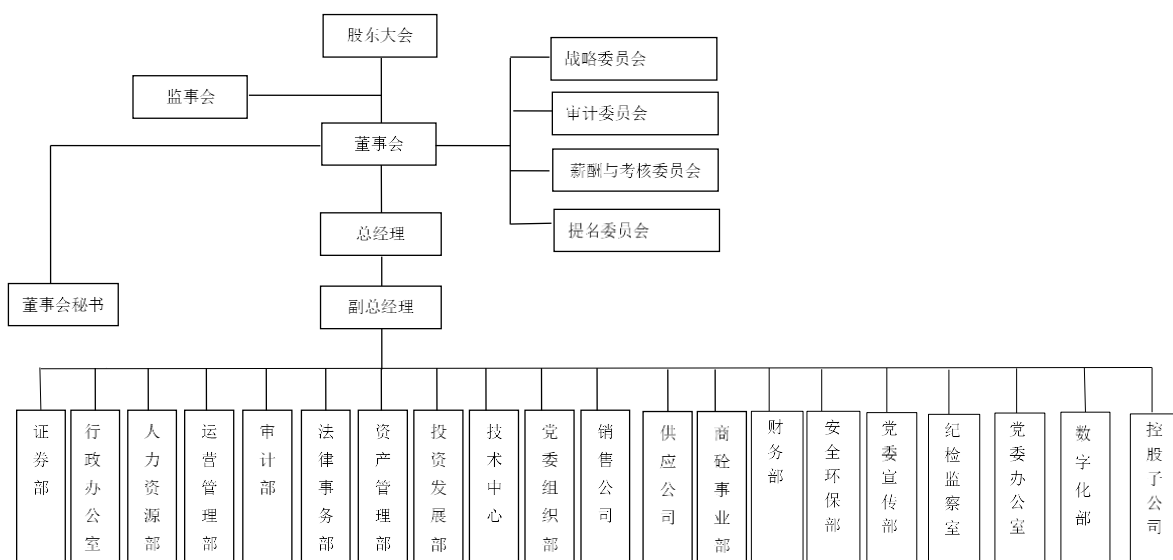 股东大会
战略委员会
监事会
审计委员会
董事会
薪酬与考核委员会
提名委员会
总经理
董事会秘书
副总经理
证券部
行政办公室
人力资源部
运营管理部
审计部
法律事务部
资产管理部
投资发展部
技术中心
党委组织部
销售公司
供应公司
商砼事业部
财务部
安全环保部
党委宣传部
纪检监察室
党委办公室
数字化部
控股子公司